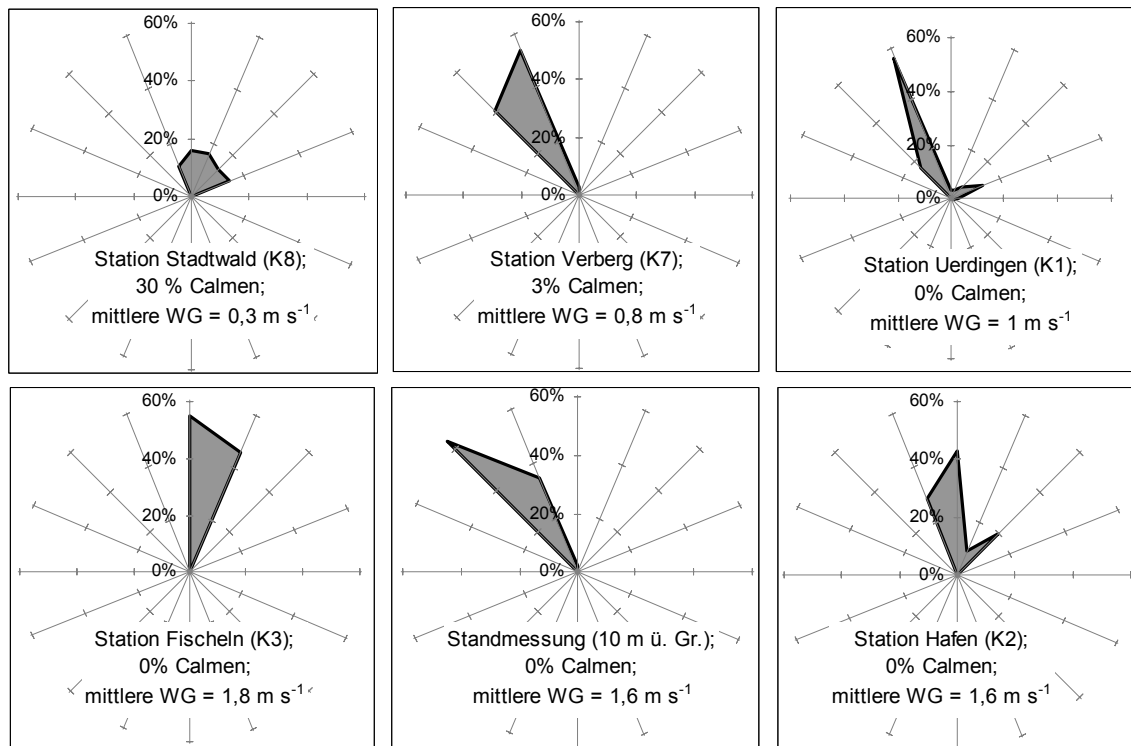 60%
40%
20%
0%
Station Stadtwald (K8);
30 % Calmen;
mittlere WG = 0,3 m s⁻¹
60%
40%
20%
0%
Station Verberg (K7);
3% Calmen;
mittlere WG = 0,8 m s⁻¹
60%
40%
20%
0%
Station Uerdingen (K1);
0% Calmen;
mittlere WG = 1 m s⁻¹
60%
40%
20%
0%
Station Fischeln (K3);
0% Calmen;
mittlere WG = 1,8 m s⁻¹
60%
40%
20%
0%
Standmessung (10 m ü. Gr.);
0% Calmen;
mittlere WG = 1,6 m s⁻¹
60%
40%
20%
0%
Station Hafen (K2);
0% Calmen;
mittlere WG = 1,6 m s⁻¹